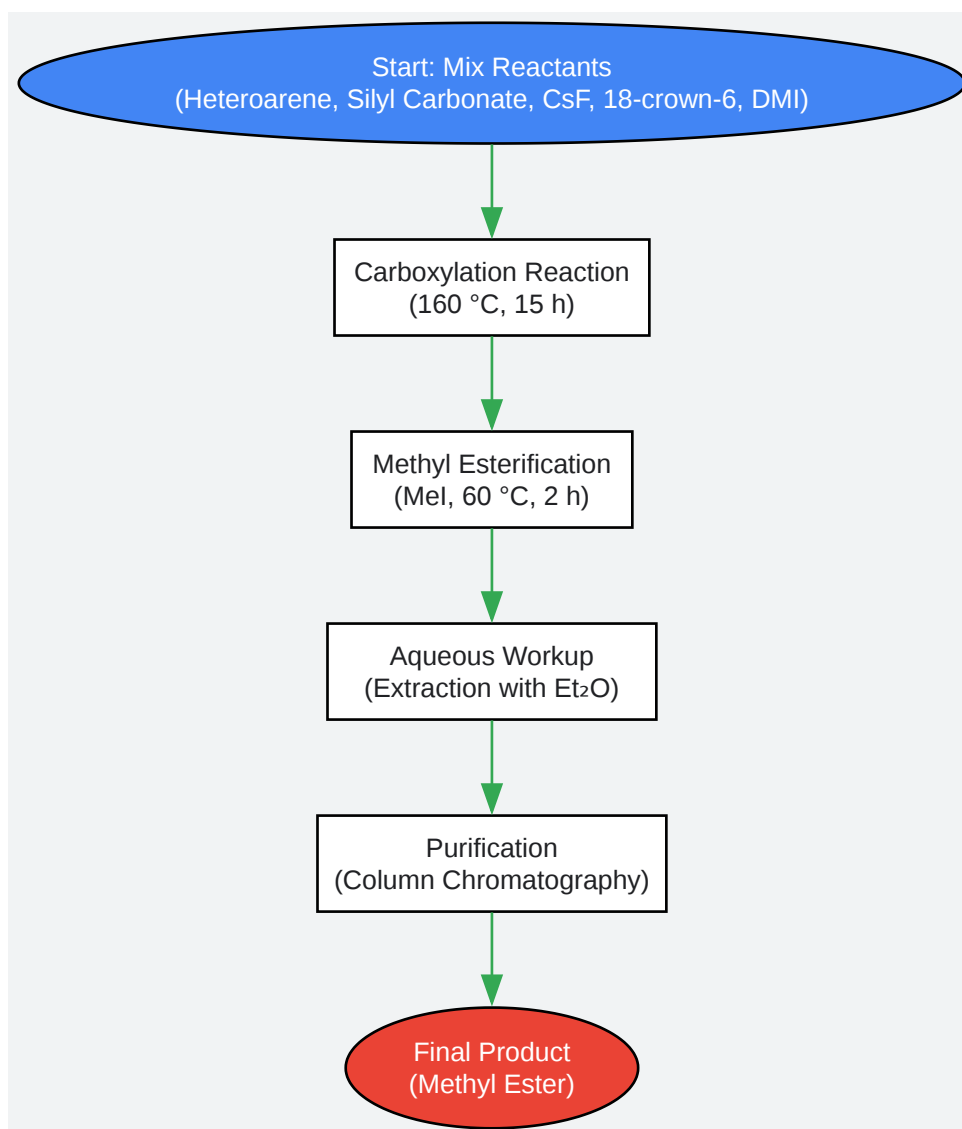 Start: Mix Reactants
(Heteroarene, Silyl Carbonate, CsF, 18-crown-6, DMI)
Carboxylation Reaction
(160 °C, 15 h)
Methyl Esterification
(MeI, 60 °C, 2 h)
Aqueous Workup
(Extraction with Et₂O)
Purification
(Column Chromatography)
Final Product
(Methyl Ester)